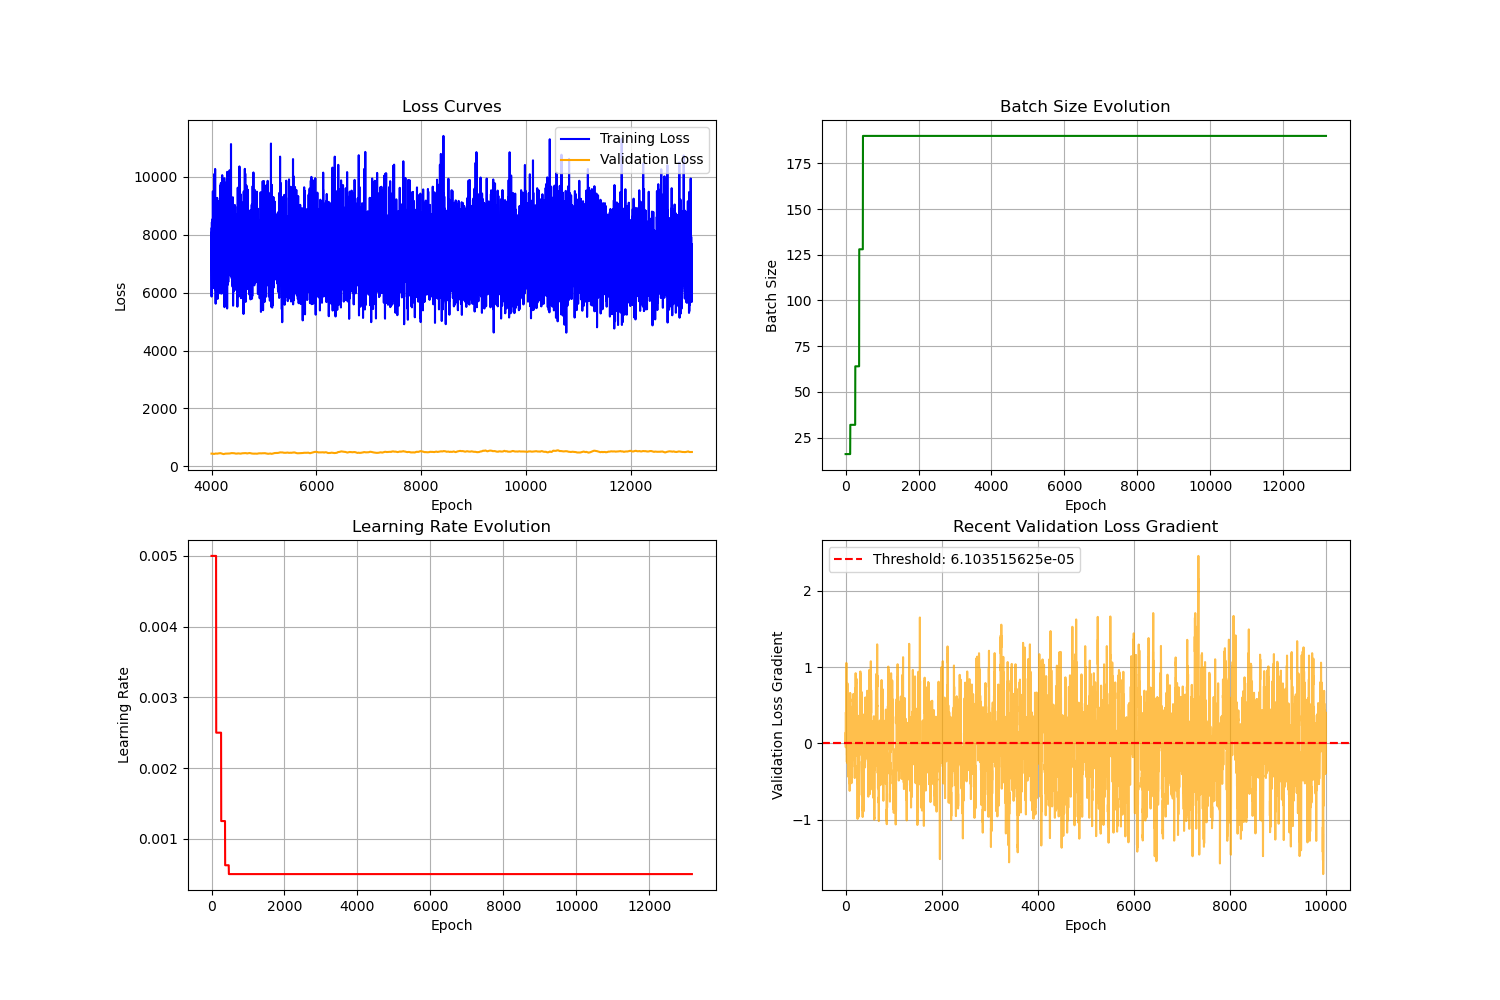 Loss Curves
Training Loss
Validation Loss
10000
8000
6000
4000
2000
0
Loss
4000 6000 8000 10000 12000
Epoch
Batch Size Evolution
175
150
125
100
75
50
25
Batch Size
0 2000 4000 6000 8000 10000 12000
Epoch
Learning Rate Evolution
0.005
0.004
0.003
0.002
0.001
Learning Rate
0 2000 4000 6000 8000 10000 12000
Epoch
Recent Validation Loss Gradient
Threshold: 6.103515625e-05
2
1
0
−1
Validation Loss Gradient
0 2000 4000 6000 8000 10000
Epoch